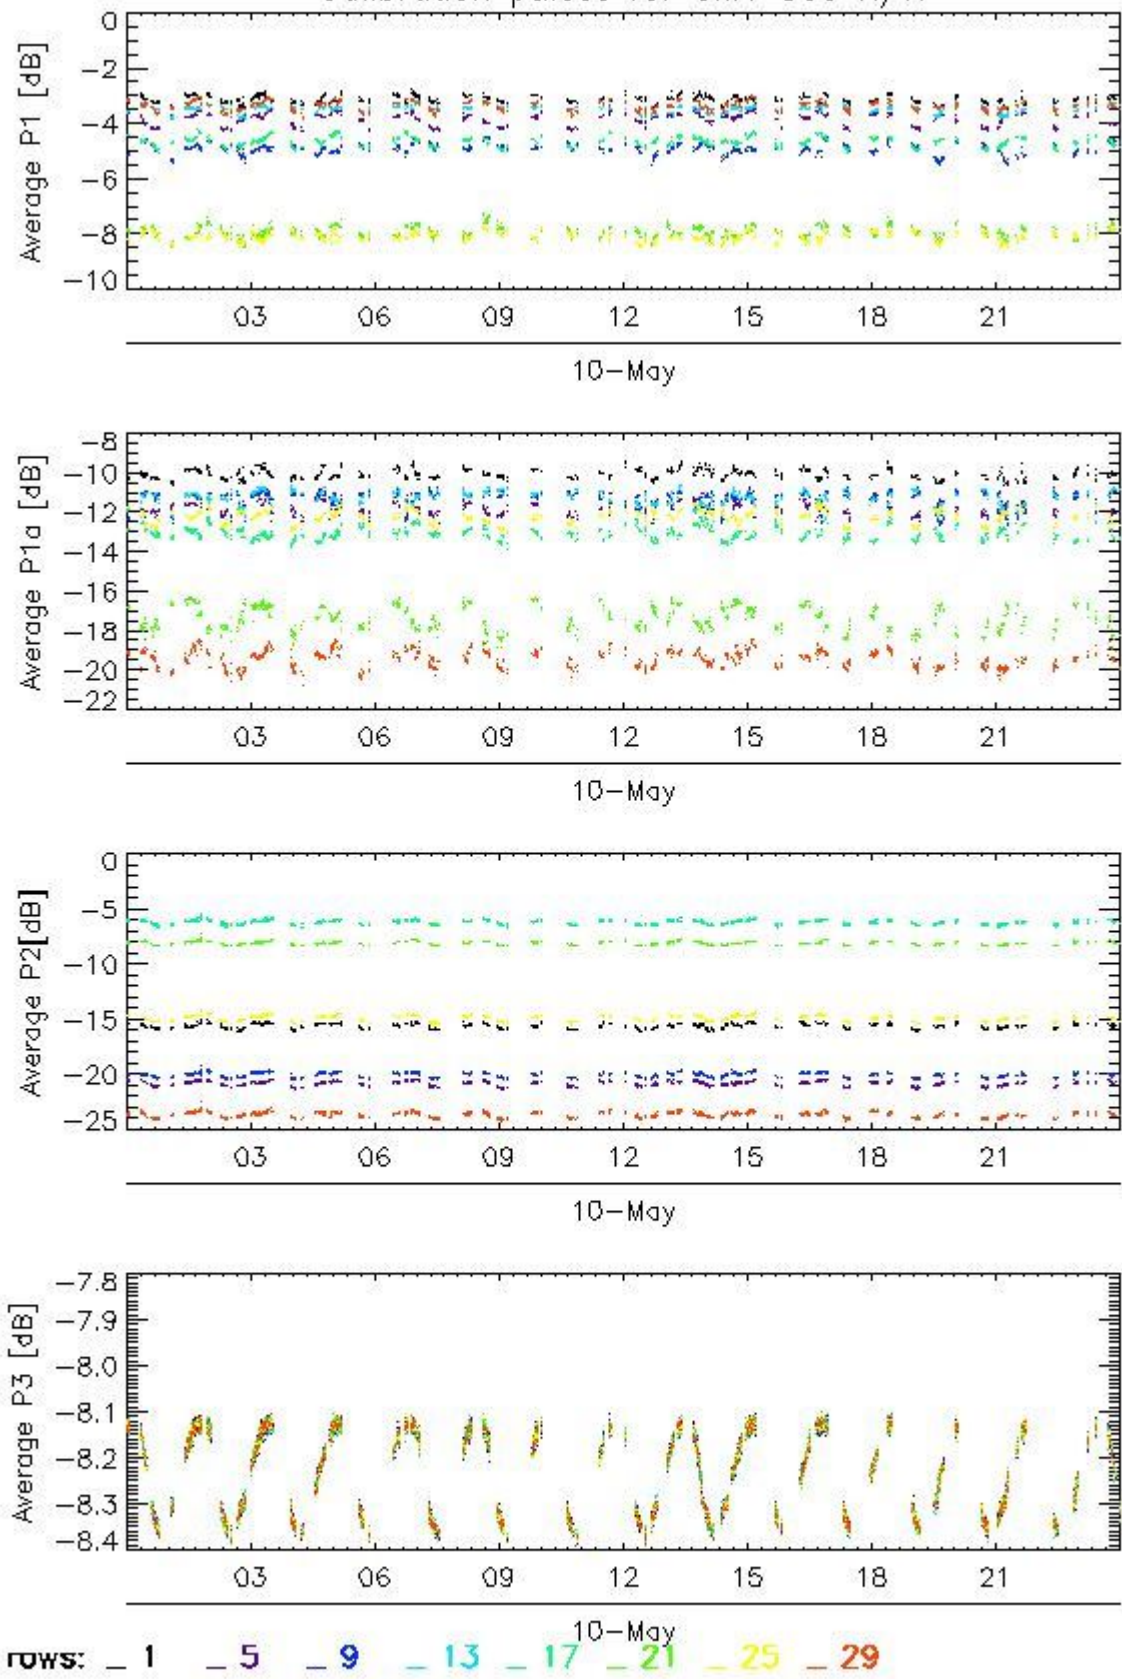 0
-2
-4
-6
-8
-10
Average P1 [dB]
03 06 09 12 15 18 21
10-May
-8
-10
-12
-14
-16
-18
-20
-22
Average P1a [dB]
03 06 09 12 15 18 21
10-May
0
-5
-10
-15
-20
-25
Average P2[dB]
03 06 09 12 15 18 21
10-May
-7.8
-7.9
-8.0
-8.1
-8.2
-8.3
-8.4
Average P3 [dB]
03 06 09 12 15 18 21
10-May
rows: _ 1 _ 5 _ 9 _ 13 _ 17 _ 21 _ 25 _ 29